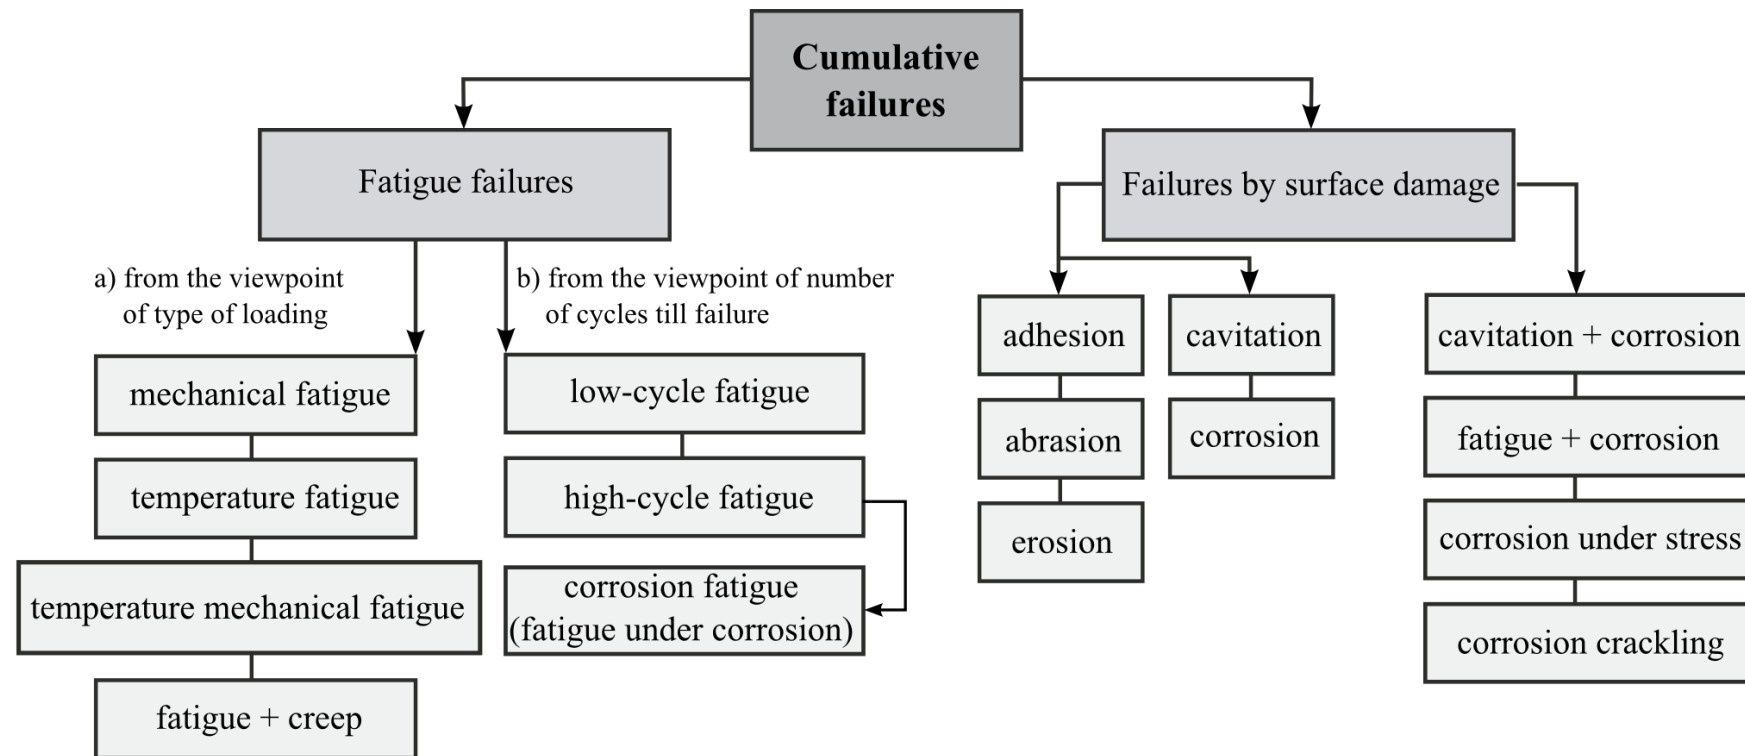 Cumulative
failures
Fatigue failures
Failures by surface damage
a) from the viewpoint
of type of loading
b) from the viewpoint of number
of cycles till failure
mechanical fatigue
temperature fatigue
temperature mechanical fatigue
fatigue + creep
low-cycle fatigue
high-cycle fatigue
corrosion fatigue
(fatigue under corrosion)
adhesion
abrasion
erosion
cavitation
corrosion
cavitation + corrosion
fatigue + corrosion
corrosion under stress
corrosion crackling